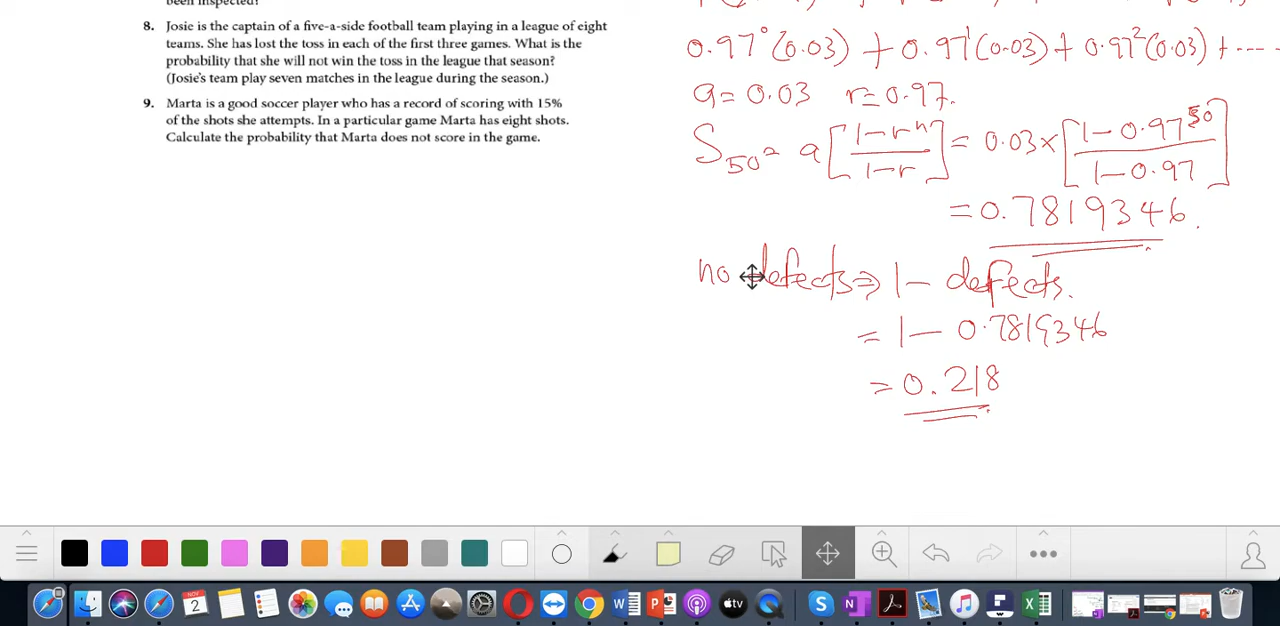 been inspected?
8. Josie is the captain of a five-a-side football team playing in a league of eight
teams. She has lost the toss in each of the first three games. What is the
probability that she will not win the toss in the league that season?
(Josie's team play seven matches in the league during the season.)
9. Marta is a good soccer player who has a record of scoring with 15%
of the shots she attempts. In a particular game Marta has eight shots.
Calculate the probability that Marta does not score in the game.
0.97⁰(0.03) + 0.97¹(0.03) + 0.97²(0.03) + ----
a = 0.03 r = 0.97.
S₅₀ = a[(1-rⁿ)/(1-r)] = 0.03 × [(1-0.97⁵⁰)/(1-0.97)]
= 0.7819346.
no defects ⇒ 1 - defects.
= 1 - 0.7819346
= 0.218
NOV
2
tv
W
P
S
N
X